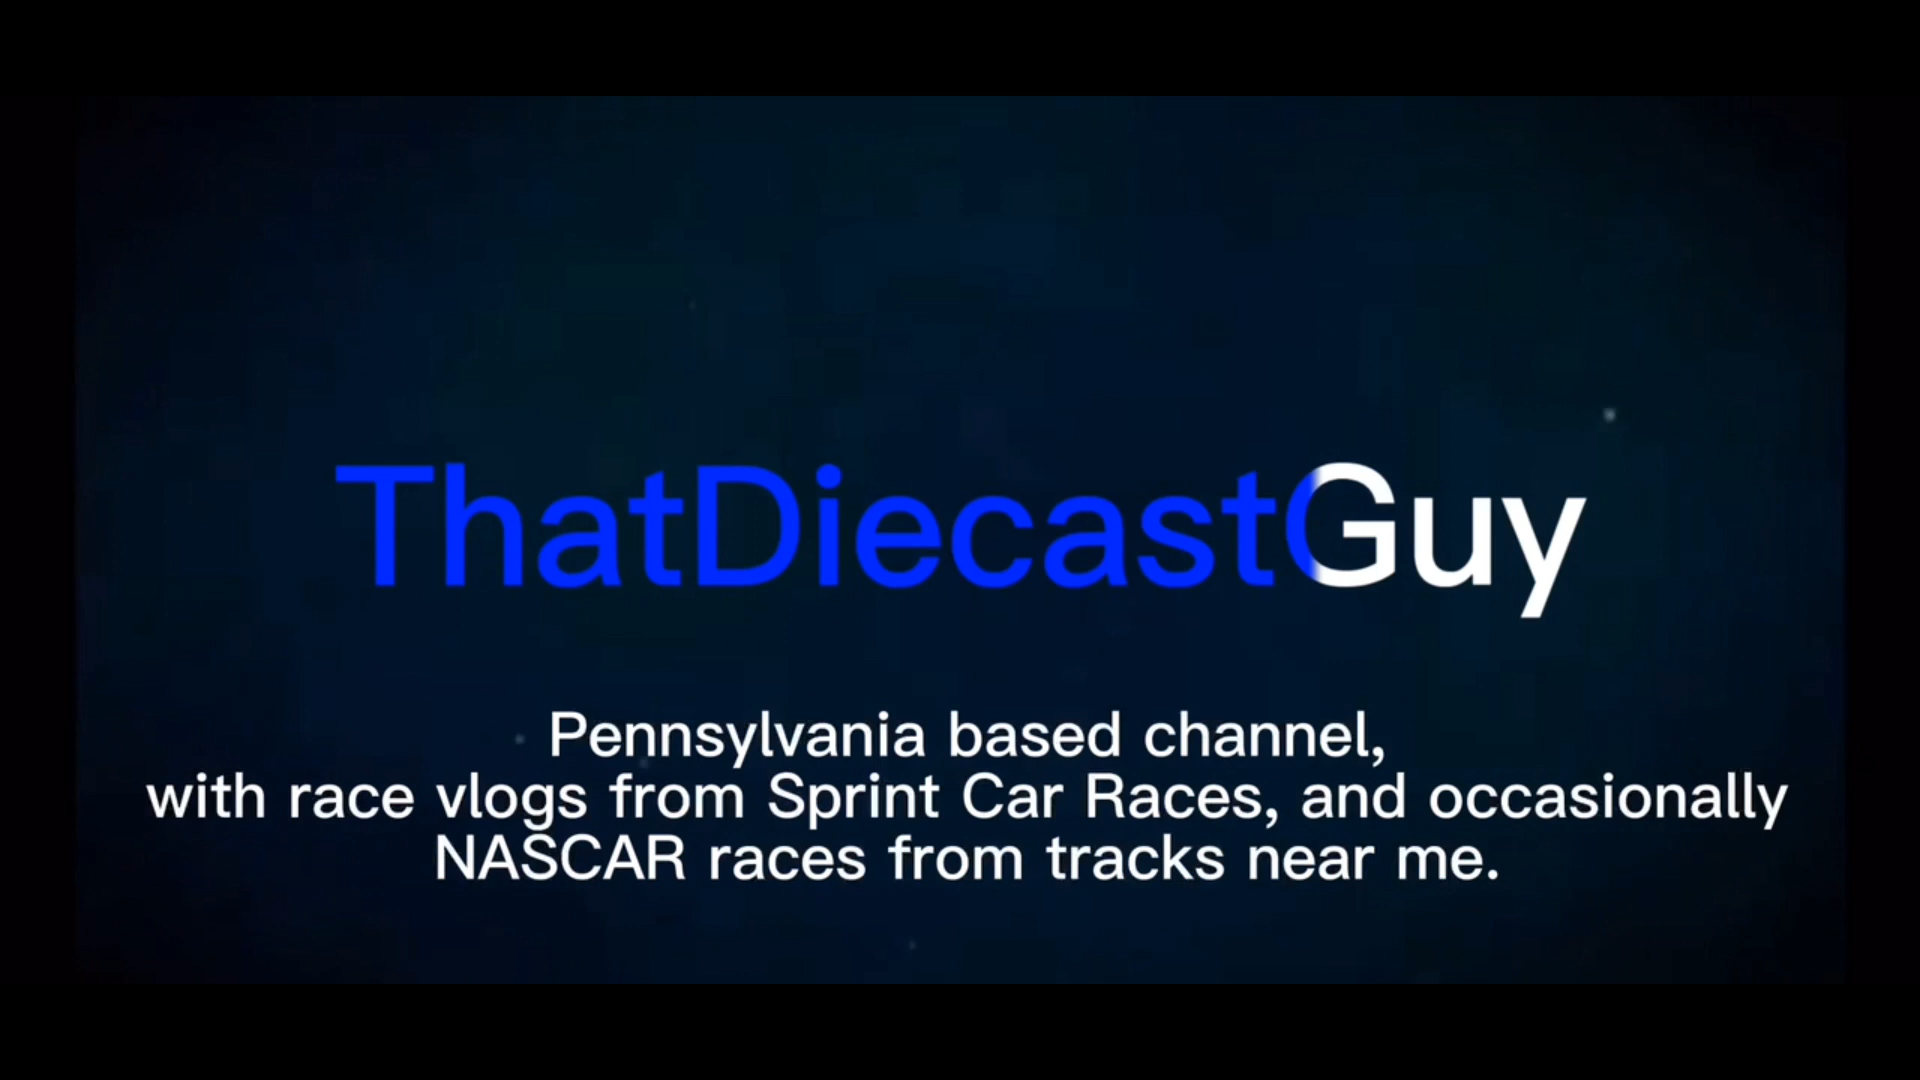 ThatDiecastGuy
Pennsylvania based channel,
with race vlogs from Sprint Car Races, and occasionally
NASCAR races from tracks near me.